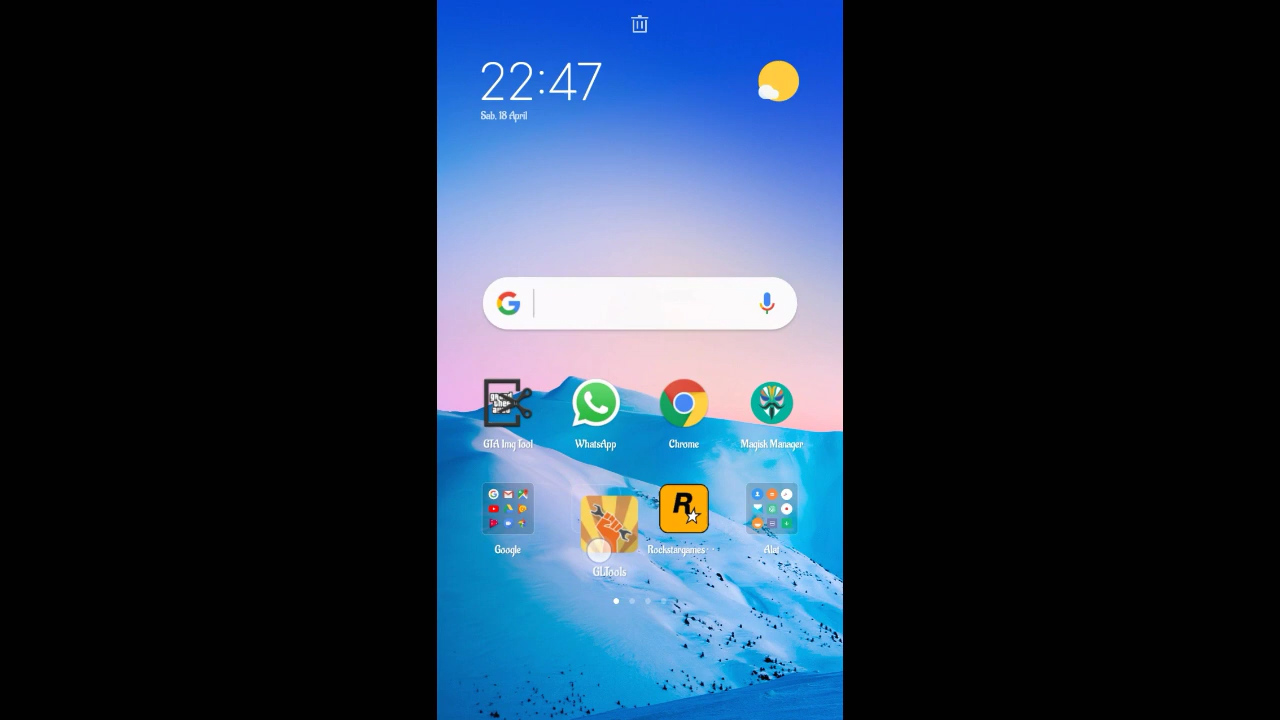 22:47
Sab, 18 April
GTA Img Tool
WhatsApp
Chrome
Magisk Manager
Google
GLTools
Rockstargames
Alat